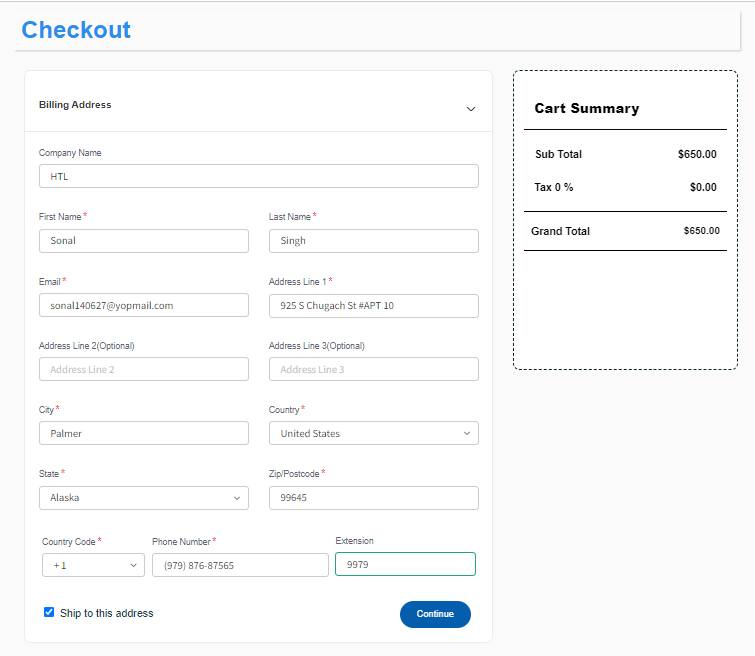 Checkout
Billing Address
Company Name
HTL
First Name* Last Name*
Sonal Singh
Email* Address Line 1*
sonal140627@yopmail.com 925 S Chugach St #APT 10
Address Line 2(Optional) Address Line 3(Optional)
Address Line 2 Address Line 3
City* Country*
Palmer United States
State* Zip/Postcode*
Alaska 99645
Country Code* Phone Number* Extension
+1 (979) 876-87565 9979
Ship to this address Continue
Cart Summary
Sub Total $650.00
Tax 0 % $0.00
Grand Total $650.00